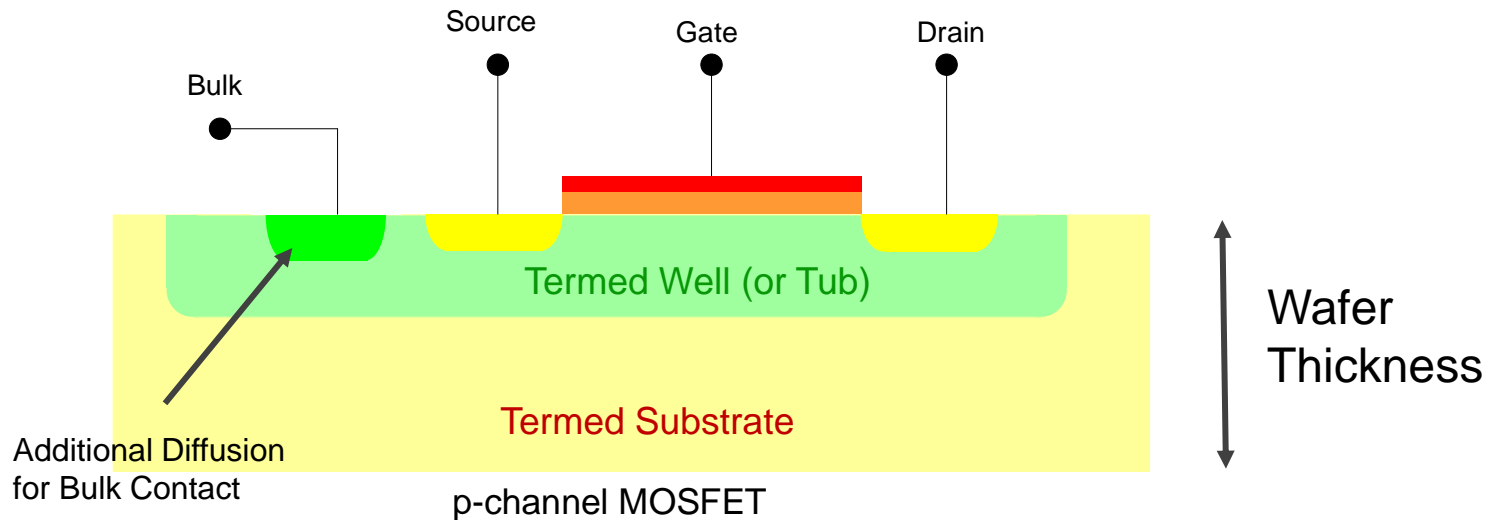 Source
Gate
Drain
Bulk
Termed Well (or Tub)
Wafer
Thickness
Termed Substrate
Additional Diffusion
for Bulk Contact
p-channel MOSFET